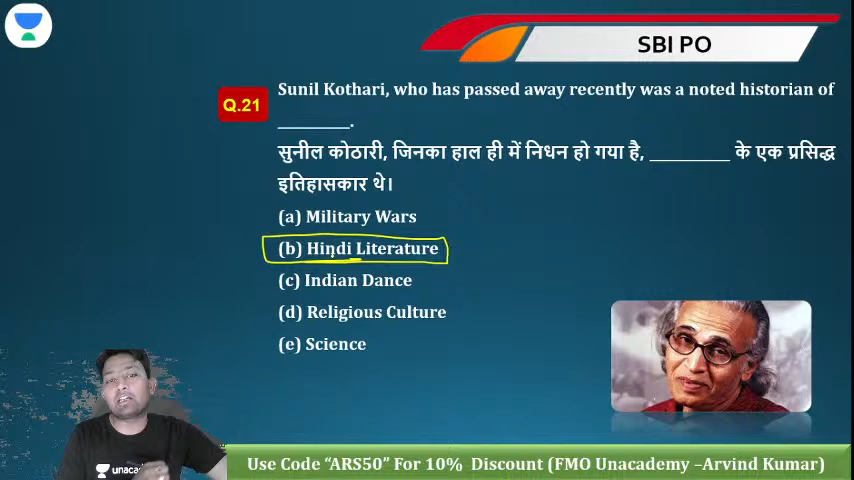 SBI PO
Q.21
Sunil Kothari, who has passed away recently was a noted historian of
_________.
सुनील कोठारी, जिनका हाल ही में निधन हो गया है, __________ के एक प्रसिद्ध
इतिहासकार थे।
(a) Military Wars
(b) Hindi Literature
(c) Indian Dance
(d) Religious Culture
(e) Science
unacademy
Use Code “ARS50” For 10% Discount (FMO Unacademy –Arvind Kumar)